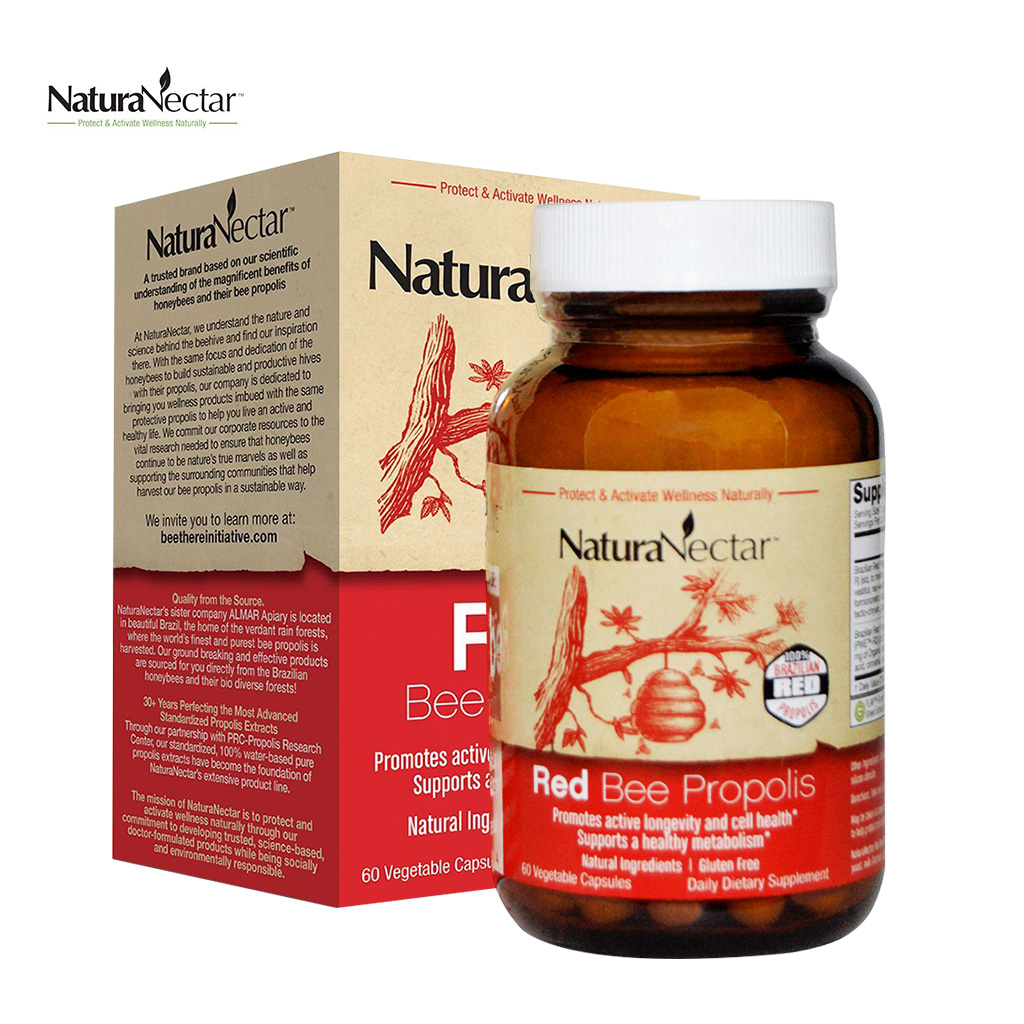 NaturaNectar™
Protect & Activate Wellness Naturally
NaturaNectar™
A trusted brand based on our scientific
understanding of the magnificent benefits of
honeybees and their bee propolis
At NaturaNectar, we understand the nature and
science behind the beehive and find our inspiration
there. With the same focus and dedication of the
honeybees to build sustainable and productive hives
with their propolis, our company is dedicated to
bringing you wellness products imbued with the same
protective propolis to help you live an active and
healthy life. We commit our corporate resources to the
vital research needed to ensure that honeybees
continue to be nature's true marvels as well as
supporting the surrounding communities that help
harvest our bee propolis in a sustainable way.
We invite you to learn more at:
beethereinitiative.com
Quality from the Source.
NaturaNectar's sister company ALMAR Apiary is located
in beautiful Brazil, the home of the verdant rain forests,
where the world's finest and purest bee propolis is
harvested. Our ground breaking and effective products
are sourced for you directly from the Brazilian
honeybees and their bio diverse forests!
30+ Years Perfecting the Most Advanced
Standardized Propolis Extracts
Through our partnership with PRC-Propolis Research
Center, our standardized, 100% water-based pure
propolis extracts have become the foundation of
NaturaNectar's extensive product line.
The mission of NaturaNectar is to protect and
activate wellness naturally through our
commitment to developing trusted, science-based,
doctor-formulated products while being socially
and environmentally responsible.
Protect & Activate Wellness
Natura
Bee
Promotes active
Supports a
Natural
60 Vegetable
Protect & Activate Wellness Naturally
NaturaNectar™
100%
BRAZILIAN
RED
PROPOLIS
Red Bee Propolis
Promotes active longevity and cell health*
Supports a healthy metabolism*
Natural Ingredients | Gluten Free
60 Vegetable Capsules
Daily Dietary Supplement
Supp